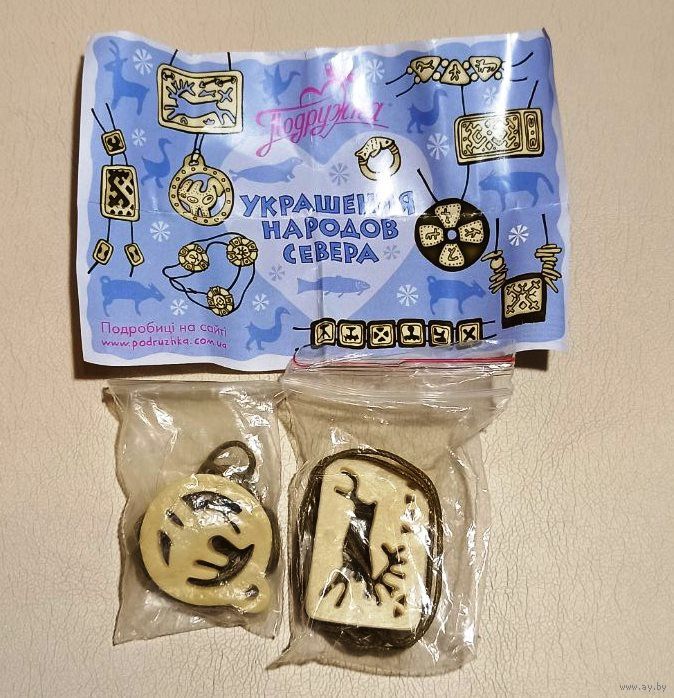 Подружка
УКРАШЕНИЯ
НАРОДОВ
СЕВЕРА
Подробиці на сайті
www.podruzhka.com.ua
www.ay.by